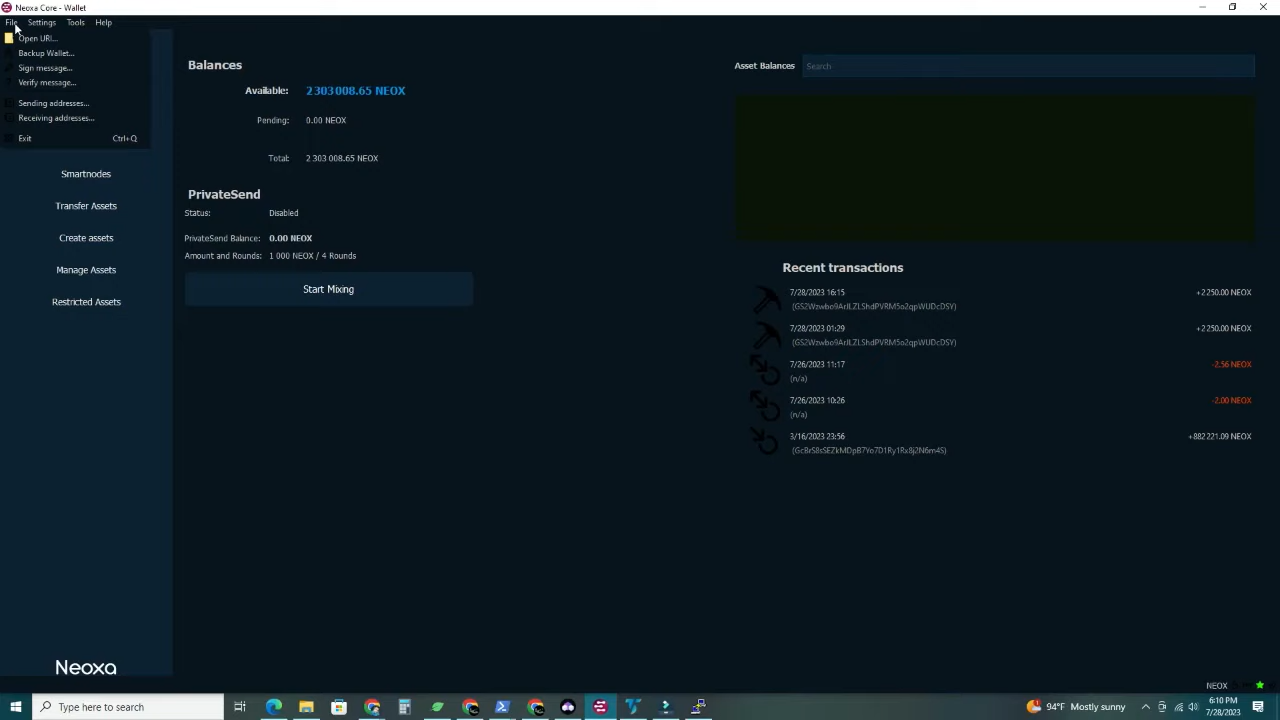 Neoxa Core - Wallet
File Settings Tools Help
Open URI...
Backup Wallet...
Sign message...
Verify message...
Sending addresses...
Receiving addresses...
Exit Ctrl+Q
Smartnodes
Transfer Assets
Create assets
Manage Assets
Restricted Assets
Neoxa
Balances
Available: 2 303 008.65 NEOX
Pending: 0.00 NEOX
Total: 2 303 008.65 NEOX
PrivateSend
Status: Disabled
PrivateSend Balance: 0.00 NEOX
Amount and Rounds: 1 000 NEOX / 4 Rounds
Start Mixing
Asset Balances Search
Recent transactions
7/28/2023 16:15 +2 250.00 NEOX
(GS2Wzwbo9ArJLZLShdPVRM5o2qpWUDcDSY)
7/28/2023 01:29 +2 250.00 NEOX
(GS2Wzwbo9ArJLZLShdPVRM5o2qpWUDcDSY)
7/26/2023 11:17 -2.56 NEOX
(n/a)
7/26/2023 10:26 -2.00 NEOX
(n/a)
3/16/2023 23:56 +882 221.09 NEOX
(GcBrS8sSEZkMDpB7Yo7D1Ry1Rx8j2N6m4S)
NEOX
Type here to search
94°F Mostly sunny
6:10 PM
7/28/2023